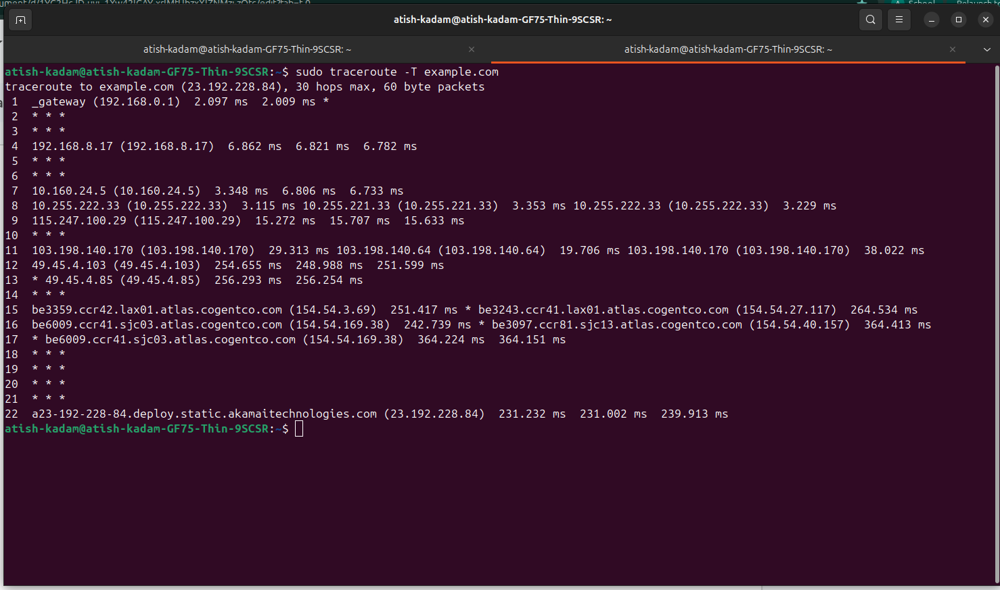 atish-kadam@atish-kadam-GF75-Thin-9SCSR: ~
atish-kadam@atish-kadam-GF75-Thin-9SCSR: ~
atish-kadam@atish-kadam-GF75-Thin-9SCSR: ~
atish-kadam@atish-kadam-GF75-Thin-9SCSR:~$ sudo traceroute -T example.com
traceroute to example.com (23.192.228.84), 30 hops max, 60 byte packets
1 _gateway (192.168.0.1) 2.097 ms 2.009 ms *
2 * * *
3 * * *
4 192.168.8.17 (192.168.8.17) 6.862 ms 6.821 ms 6.782 ms
5 * * *
6 * * *
7 10.160.24.5 (10.160.24.5) 3.348 ms 6.806 ms 6.733 ms
8 10.255.222.33 (10.255.222.33) 3.115 ms 10.255.221.33 (10.255.221.33) 3.353 ms 10.255.222.33 (10.255.222.33) 3.229 ms
9 115.247.100.29 (115.247.100.29) 15.272 ms 15.707 ms 15.633 ms
10 * * *
11 103.198.140.170 (103.198.140.170) 29.313 ms 103.198.140.64 (103.198.140.64) 19.706 ms 103.198.140.170 (103.198.140.170) 38.022 ms
12 49.45.4.103 (49.45.4.103) 254.655 ms 248.988 ms 251.599 ms
13 * 49.45.4.85 (49.45.4.85) 256.293 ms 256.254 ms
14 * * *
15 be3359.ccr42.lax01.atlas.cogentco.com (154.54.3.69) 251.417 ms * be3243.ccr41.lax01.atlas.cogentco.com (154.54.27.117) 264.534 ms
16 be6009.ccr41.sjc03.atlas.cogentco.com (154.54.169.38) 242.739 ms * be3097.ccr81.sjc13.atlas.cogentco.com (154.54.40.157) 364.413 ms
17 * be6009.ccr41.sjc03.atlas.cogentco.com (154.54.169.38) 364.224 ms 364.151 ms
18 * * *
19 * * *
20 * * *
21 * * *
22 a23-192-228-84.deploy.static.akamaitechnologies.com (23.192.228.84) 231.232 ms 231.002 ms 239.913 ms
atish-kadam@atish-kadam-GF75-Thin-9SCSR:~$